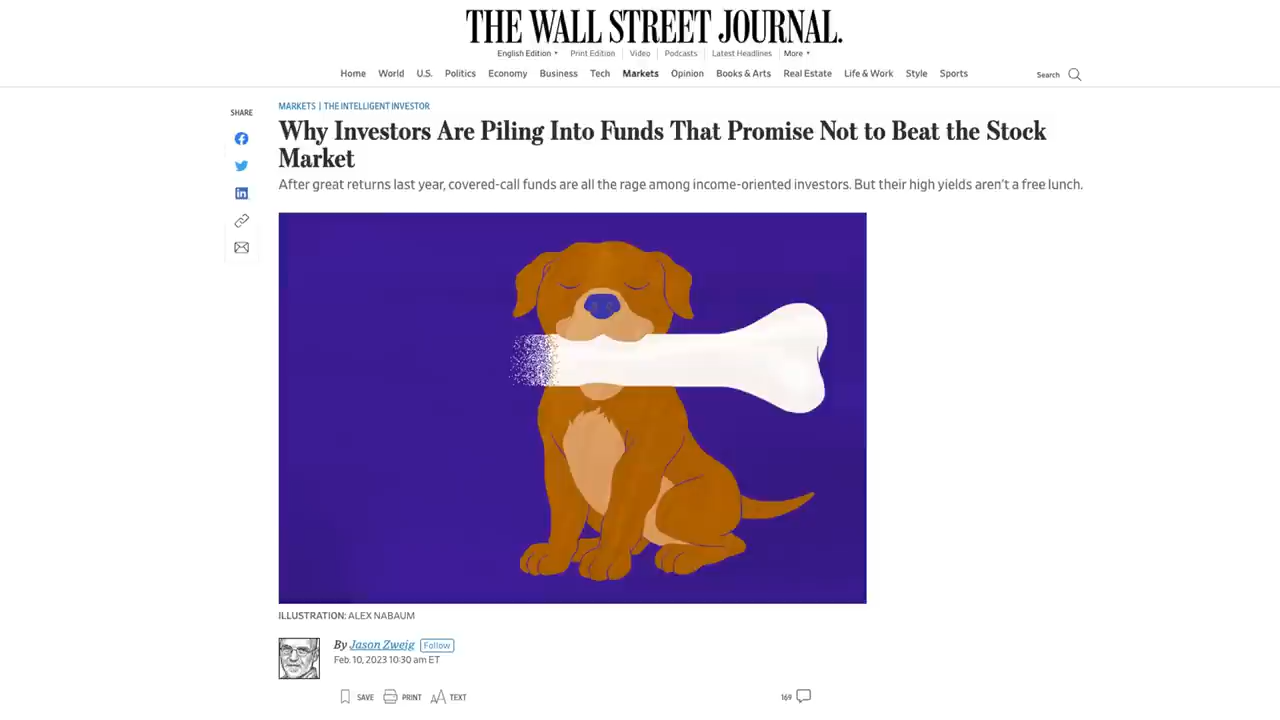 THE WALL STREET JOURNAL.
English Edition Print Edition Video Podcasts Latest Headlines More
Home World U.S. Politics Economy Business Tech Markets Opinion Books & Arts Real Estate Life & Work Style Sports Search
SHARE
MARKETS | THE INTELLIGENT INVESTOR
Why Investors Are Piling Into Funds That Promise Not to Beat the Stock
Market
After great returns last year, covered-call funds are all the rage among income-oriented investors. But their high yields aren't a free lunch.
ILLUSTRATION: ALEX NABAUM
By Jason Zweig Follow
Feb. 10, 2023 10:30 am ET
SAVE PRINT AA TEXT 169